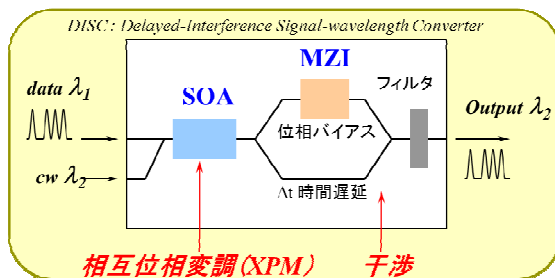 DISC : Delayed-Interference Signal-wavelength Converter
MZI
data λ1
SOA
フィルタ
Output λ2
位相バイアス
cw λ2
Δt 時間遅延
相互位相変調(XPM)
干渉